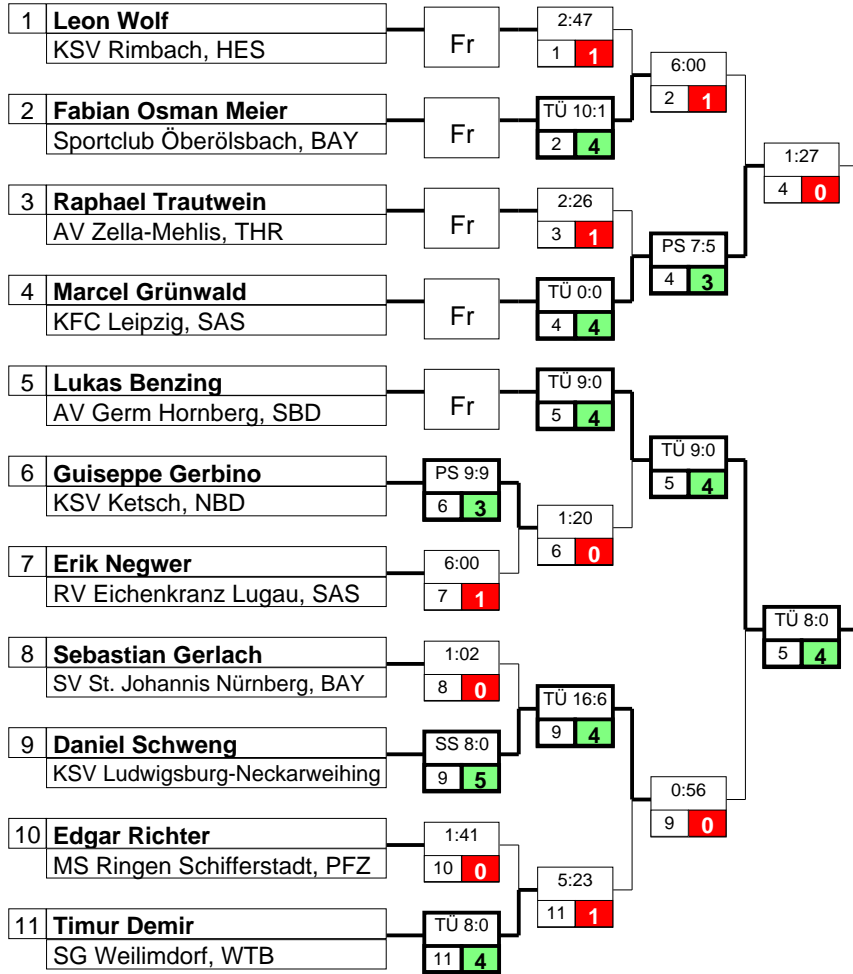 1 Leon Wolf
KSV Rimbach, HES
Fr
2:47
1 1
6:00
2 1
2 Fabian Osman Meier
Sportclub Öberölsbach, BAY
Fr
TÜ 10:1
2 4
1:27
4 0
3 Raphael Trautwein
AV Zella-Mehlis, THR
Fr
2:26
3 1
PS 7:5
4 3
4 Marcel Grünwald
KFC Leipzig, SAS
Fr
TÜ 0:0
4 4
5 Lukas Benzing
AV Germ Hornberg, SBD
Fr
TÜ 9:0
5 4
TÜ 9:0
5 4
6 Guiseppe Gerbino
KSV Ketsch, NBD
PS 9:9
6 3
1:20
6 0
7 Erik Negwer
RV Eichenkranz Lugau, SAS
6:00
7 1
TÜ 8:0
5 4
8 Sebastian Gerlach
SV St. Johannis Nürnberg, BAY
1:02
8 0
TÜ 16:6
9 4
9 Daniel Schweng
KSV Ludwigsburg-Neckarweihing
SS 8:0
9 5
0:56
9 0
10 Edgar Richter
MS Ringen Schifferstadt, PFZ
1:41
10 0
5:23
11 1
11 Timur Demir
SG Weilimdorf, WTB
TÜ 8:0
11 4